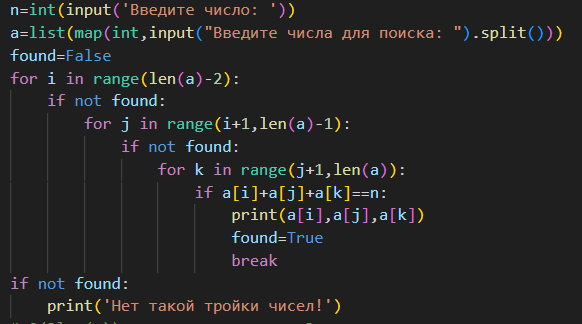 n=int(input('Введите число: '))
a=list(map(int,input("Введите числа для поиска: ").split()))
found=False
for i in range(len(a)-2):
    if not found:
        for j in range(i+1,len(a)-1):
            if not found:
                for k in range(j+1,len(a)):
                    if a[i]+a[j]+a[k]==n:
                        print(a[i],a[j],a[k])
                        found=True
                        break
if not found:
    print('Нет такой тройки чисел!')